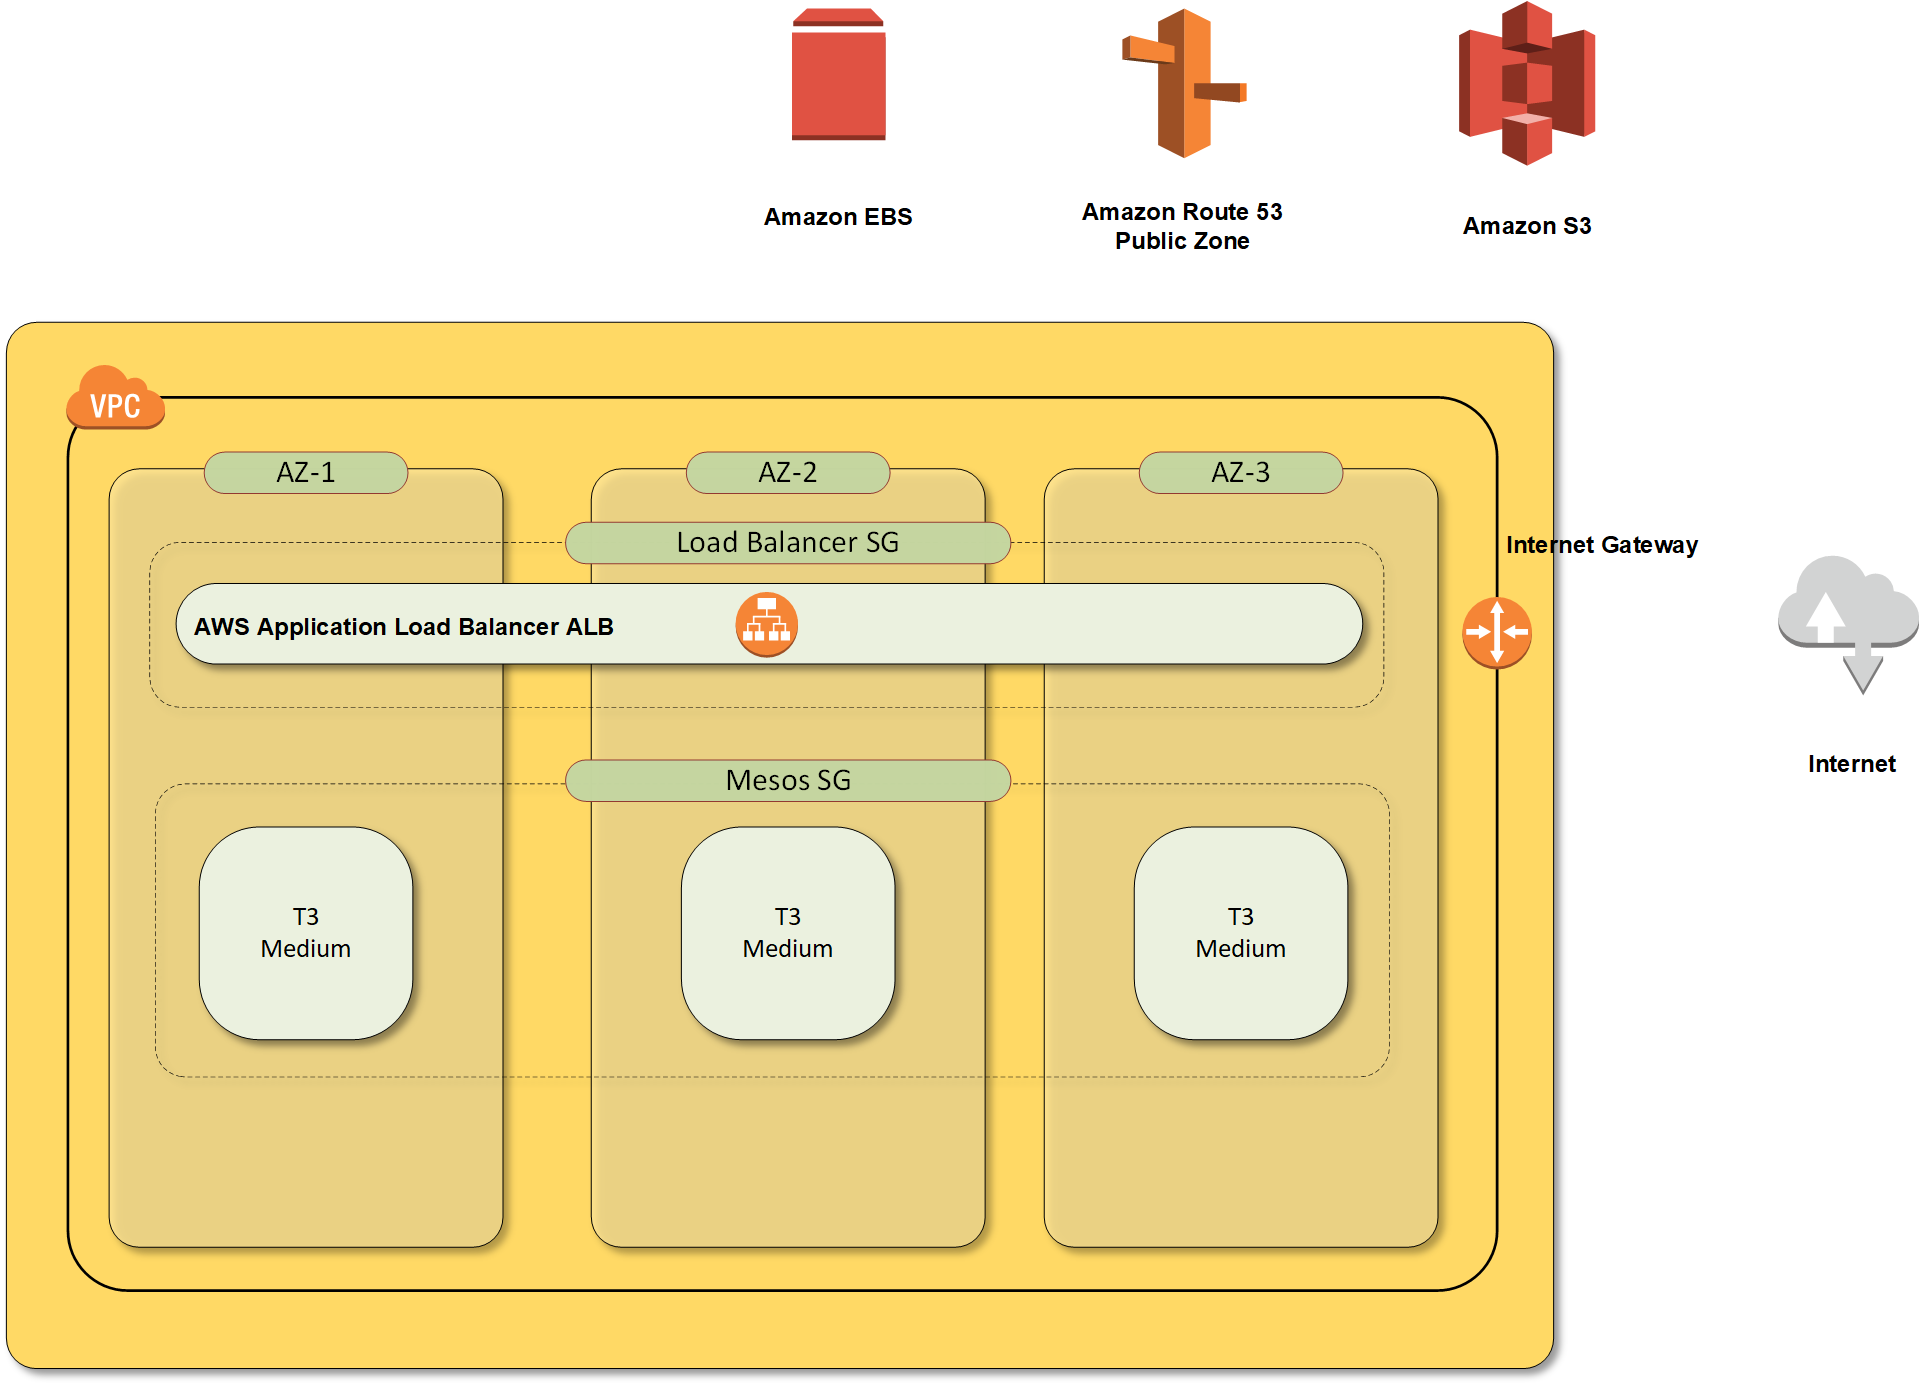 Amazon EBS
Amazon Route 53
Public Zone
Amazon S3
VPC
AZ-1
AZ-2
AZ-3
Load Balancer SG
Internet Gateway
AWS Application Load Balancer ALB
Internet
Mesos SG
T3
Medium
T3
Medium
T3
Medium